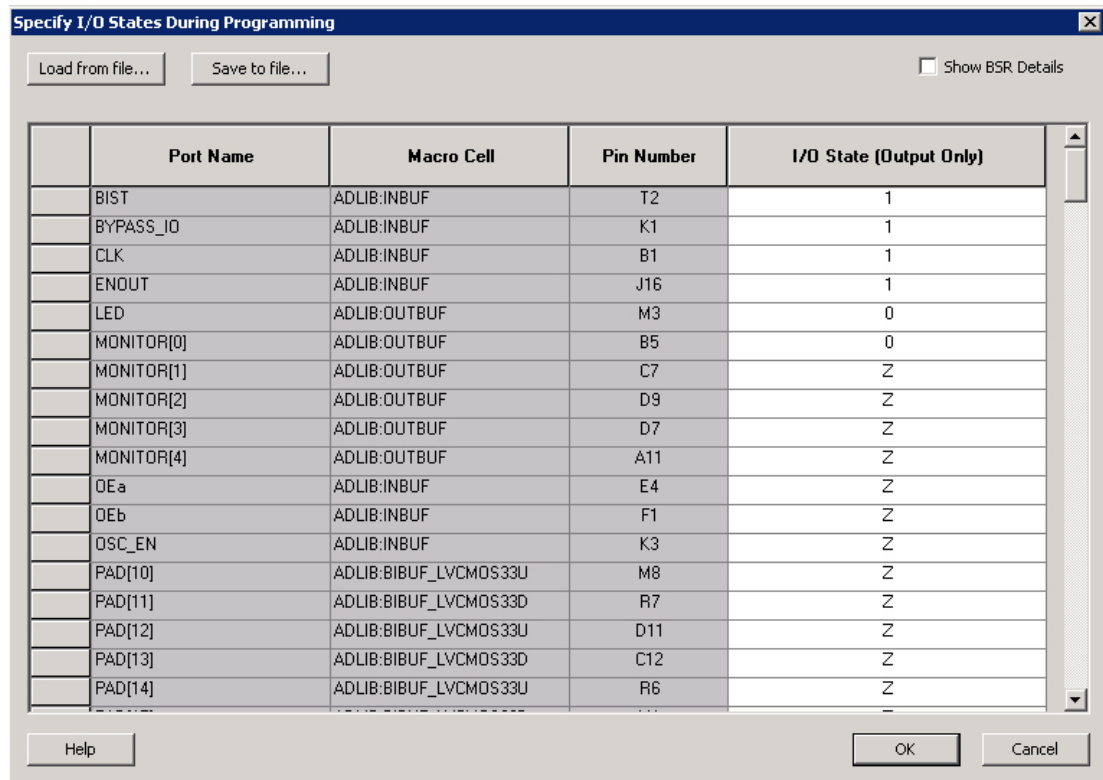 Specify I/O States During Programming
Load from file... Save to file... Show BSR Details
Port Name Macro Cell Pin Number I/O State (Output Only)
BIST ADLIB:INBUF T2 1
BYPASS_IO ADLIB:INBUF K1 1
CLK ADLIB:INBUF B1 1
ENOUT ADLIB:INBUF J16 1
LED ADLIB:OUTBUF M3 0
MONITOR[0] ADLIB:OUTBUF B5 0
MONITOR[1] ADLIB:OUTBUF C7 Z
MONITOR[2] ADLIB:OUTBUF D9 Z
MONITOR[3] ADLIB:OUTBUF D7 Z
MONITOR[4] ADLIB:OUTBUF A11 Z
OEa ADLIB:INBUF E4 Z
OEb ADLIB:INBUF F1 Z
OSC_EN ADLIB:INBUF K3 Z
PAD[10] ADLIB:BIBUF_LVCMOS33U M8 Z
PAD[11] ADLIB:BIBUF_LVCMOS33D R7 Z
PAD[12] ADLIB:BIBUF_LVCMOS33U D11 Z
PAD[13] ADLIB:BIBUF_LVCMOS33D C12 Z
PAD[14] ADLIB:BIBUF_LVCMOS33U R6 Z
Help OK Cancel